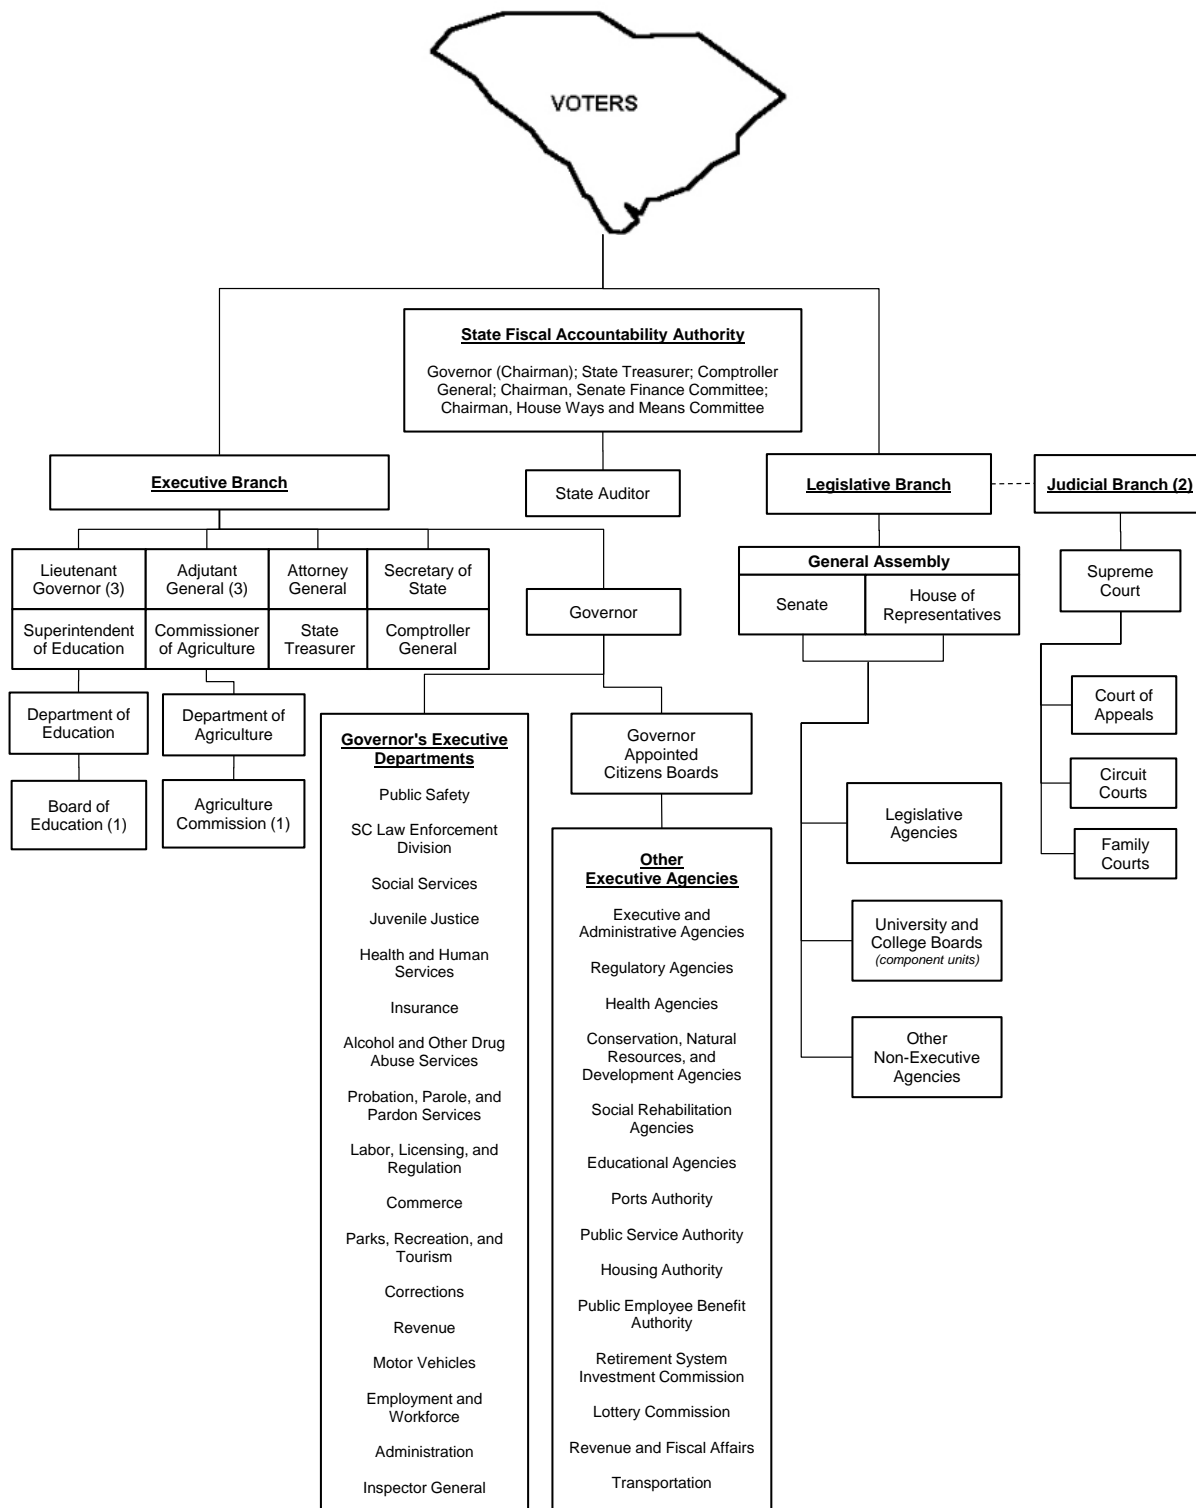 VOTERS
State Fiscal Accountability Authority
Governor (Chairman); State Treasurer; Comptroller
General; Chairman, Senate Finance Committee;
Chairman, House Ways and Means Committee
State Auditor
Executive Branch
Lieutenant
Governor (3)
Adjutant
General (3)
Attorney
General
Secretary of
State
Superintendent
of Education
Commissioner
of Agriculture
State
Treasurer
Comptroller
General
Department of
Education
Department of
Agriculture
Board of
Education (1)
Agriculture
Commission (1)
Governor
Governor's Executive
Departments
Public Safety
SC Law Enforcement
Division
Social Services
Juvenile Justice
Health and Human
Services
Insurance
Alcohol and Other Drug
Abuse Services
Probation, Parole, and
Pardon Services
Labor, Licensing, and
Regulation
Commerce
Parks, Recreation, and
Tourism
Corrections
Revenue
Motor Vehicles
Employment and
Workforce
Administration
Inspector General
Governor
Appointed
Citizens Boards
Other
Executive Agencies
Executive and
Administrative Agencies
Regulatory Agencies
Health Agencies
Conservation, Natural
Resources, and
Development Agencies
Social Rehabilitation
Agencies
Educational Agencies
Ports Authority
Public Service Authority
Housing Authority
Public Employee Benefit
Authority
Retirement System
Investment Commission
Lottery Commission
Revenue and Fiscal Affairs
Transportation
Legislative Branch
General Assembly
Senate
House of
Representatives
Legislative
Agencies
University and
College Boards
(component units)
Other
Non-Executive
Agencies
Judicial Branch (2)
Supreme
Court
Court of
Appeals
Circuit
Courts
Family
Courts